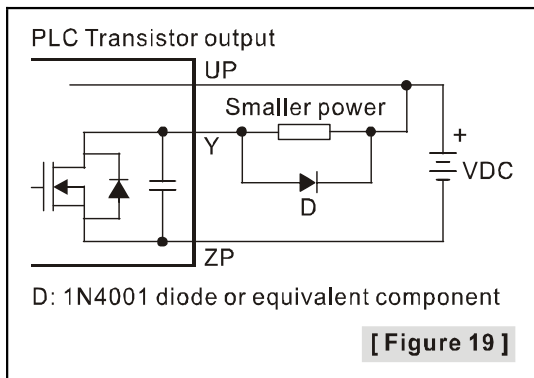 PLC Transistor output
UP
Smaller power
Y
+
VDC
D
ZP
D: 1N4001 diode or equivalent component
[ Figure 19 ]